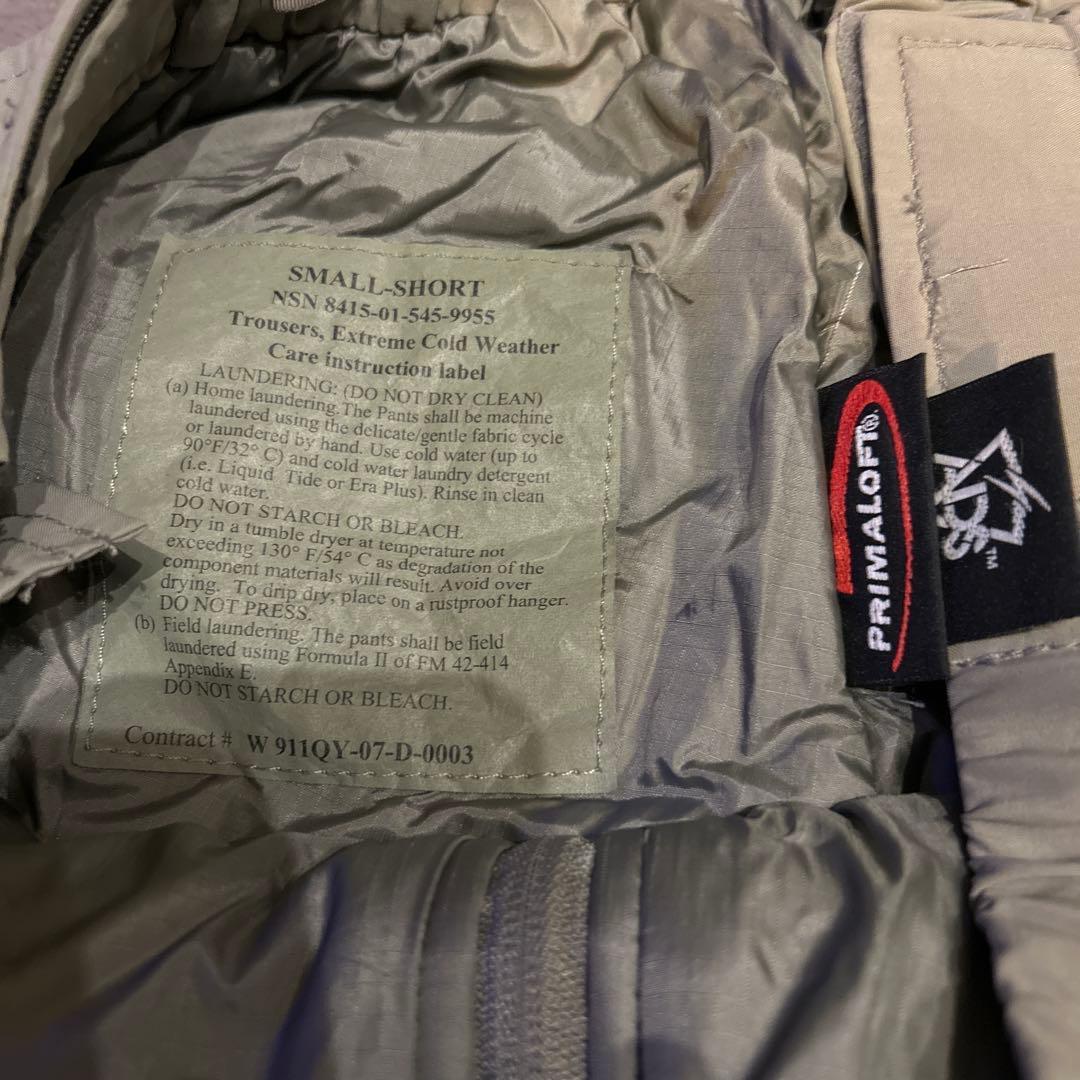 SMALL-SHORT
NSN 8415-01-545-9955
Trousers, Extreme Cold Weather
Care instruction label
LAUNDERING: (DO NOT DRY CLEAN)
(a) Home laundering. The Pants shall be machine
laundered using the delicate/gentle fabric cycle
or laundered by hand. Use cold water (up to
90°F/32° C) and cold water laundry detergent
(i.e. Liquid Tide or Era Plus). Rinse in clean
cold water.
DO NOT STARCH OR BLEACH.
Dry in a tumble dryer at temperature not
exceeding 130° F/54° C as degradation of the
component materials will result. Avoid over
drying. To drip dry, place on a rustproof hanger.
DO NOT PRESS.
(b) Field laundering. The pants shall be field
laundered using Formula II of FM 42-414
Appendix E.
DO NOT STARCH OR BLEACH.
Contract # W 911QY-07-D-0003
PRIMALOFT®.
ADS™